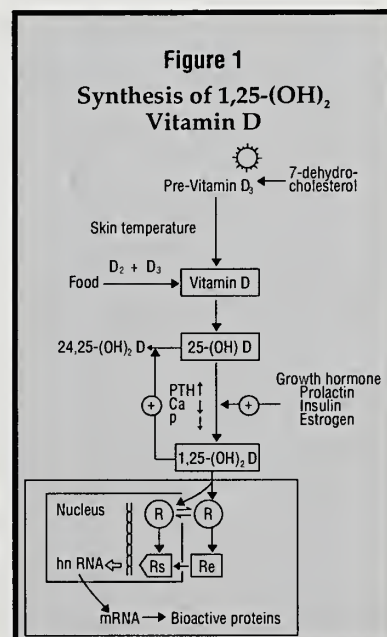 Figure 1
Synthesis of 1,25-(OH)₂
Vitamin D
Pre-Vitamin D₃
7-dehydro-
cholesterol
Skin temperature
D₂ + D₃
Food
Vitamin D
24,25-(OH)₂ D
25-(OH) D
PTH↑
Ca↓
p↓
+
+
Growth hormone
Prolactin
Insulin
Estrogen
1,25-(OH)₂ D
Nucleus
R
R
hn RNA
Rs
Re
mRNA → Bioactive proteins